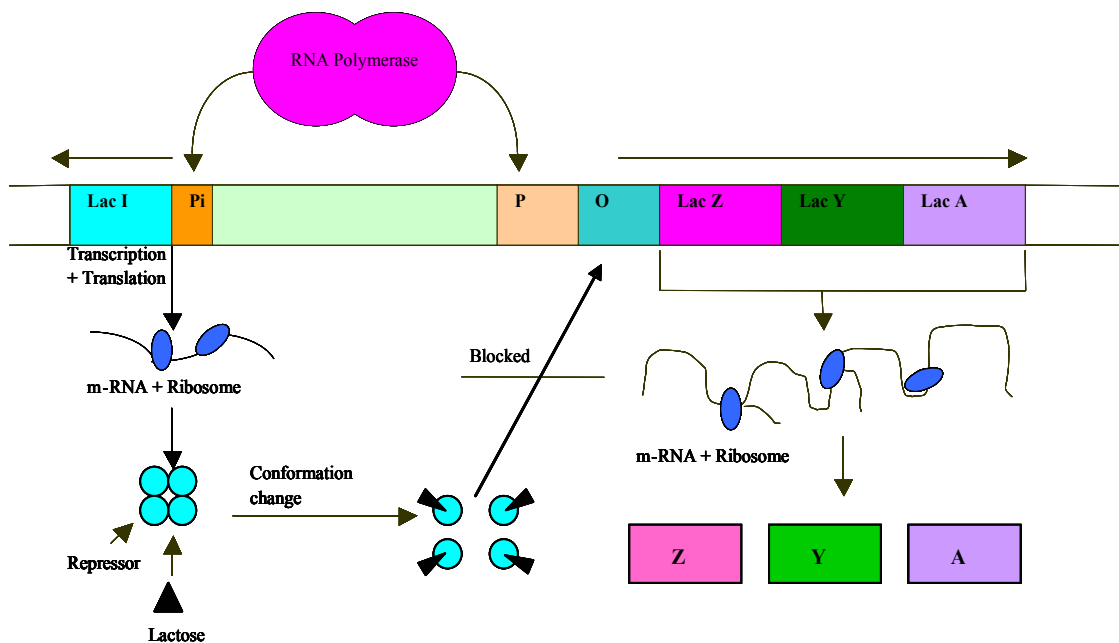 RNA Polymerase
Lac I
Pi
P
O
Lac Z
Lac Y
Lac A
Transcription
+ Translation
m-RNA + Ribosome
Blocked
m-RNA + Ribosome
Conformation
change
Repressor
Lactose
Z
Y
A